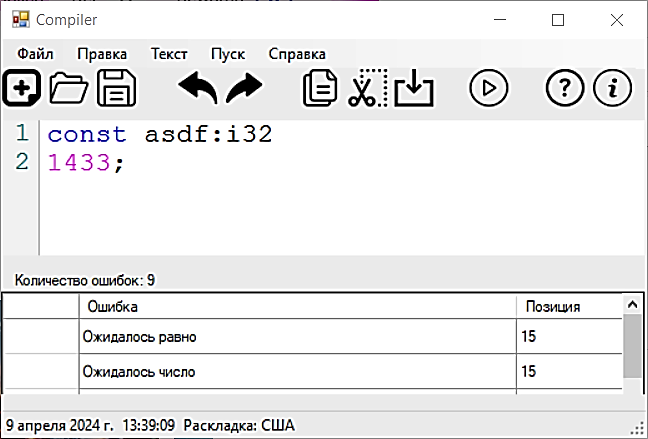 Compiler
Файл Правка Текст Пуск Справка
1 const asdf:i32
2 1433;
Количество ошибок: 9
Ошибка Позиция
Ожидалось равно 15
Ожидалось число 15
9 апреля 2024 г. 13:39:09 Раскладка: США